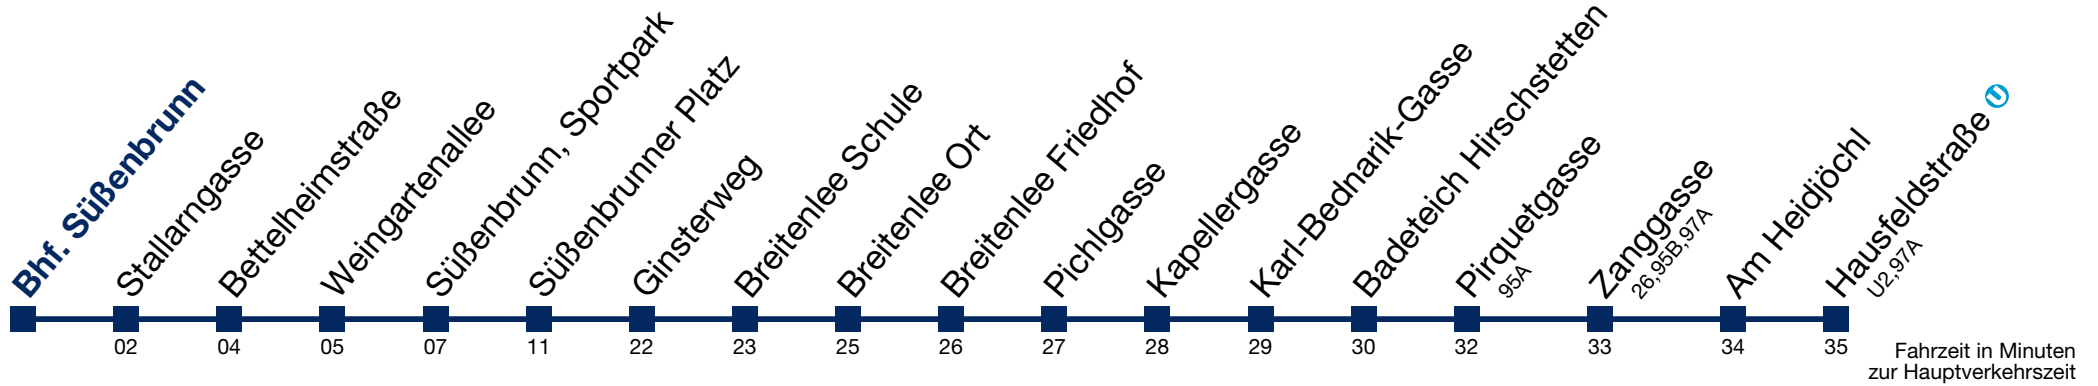 Bhf. Süßenbrunn
Stallarngasse
Bettelheimstraße
Weingartenallee
Süßenbrunn, Sportpark
Süßenbrunner Platz
Ginsterweg
Breitenlee Schule
Breitenlee Ort
Breitenlee Friedhof
Pichlgasse
Kapellergasse
Karl-Bednarik-Gasse
Badeteich Hirschstetten
Pirquetgasse
95A
Zanggasse
26,95B,97A
Am Heidjöchl
Hausfeldstraße U
U2,97A
02 04 05 07 11 22 23 25 26 27 28 29 30 32 33 34 35
Fahrzeit in Minuten
zur Hauptverkehrszeit